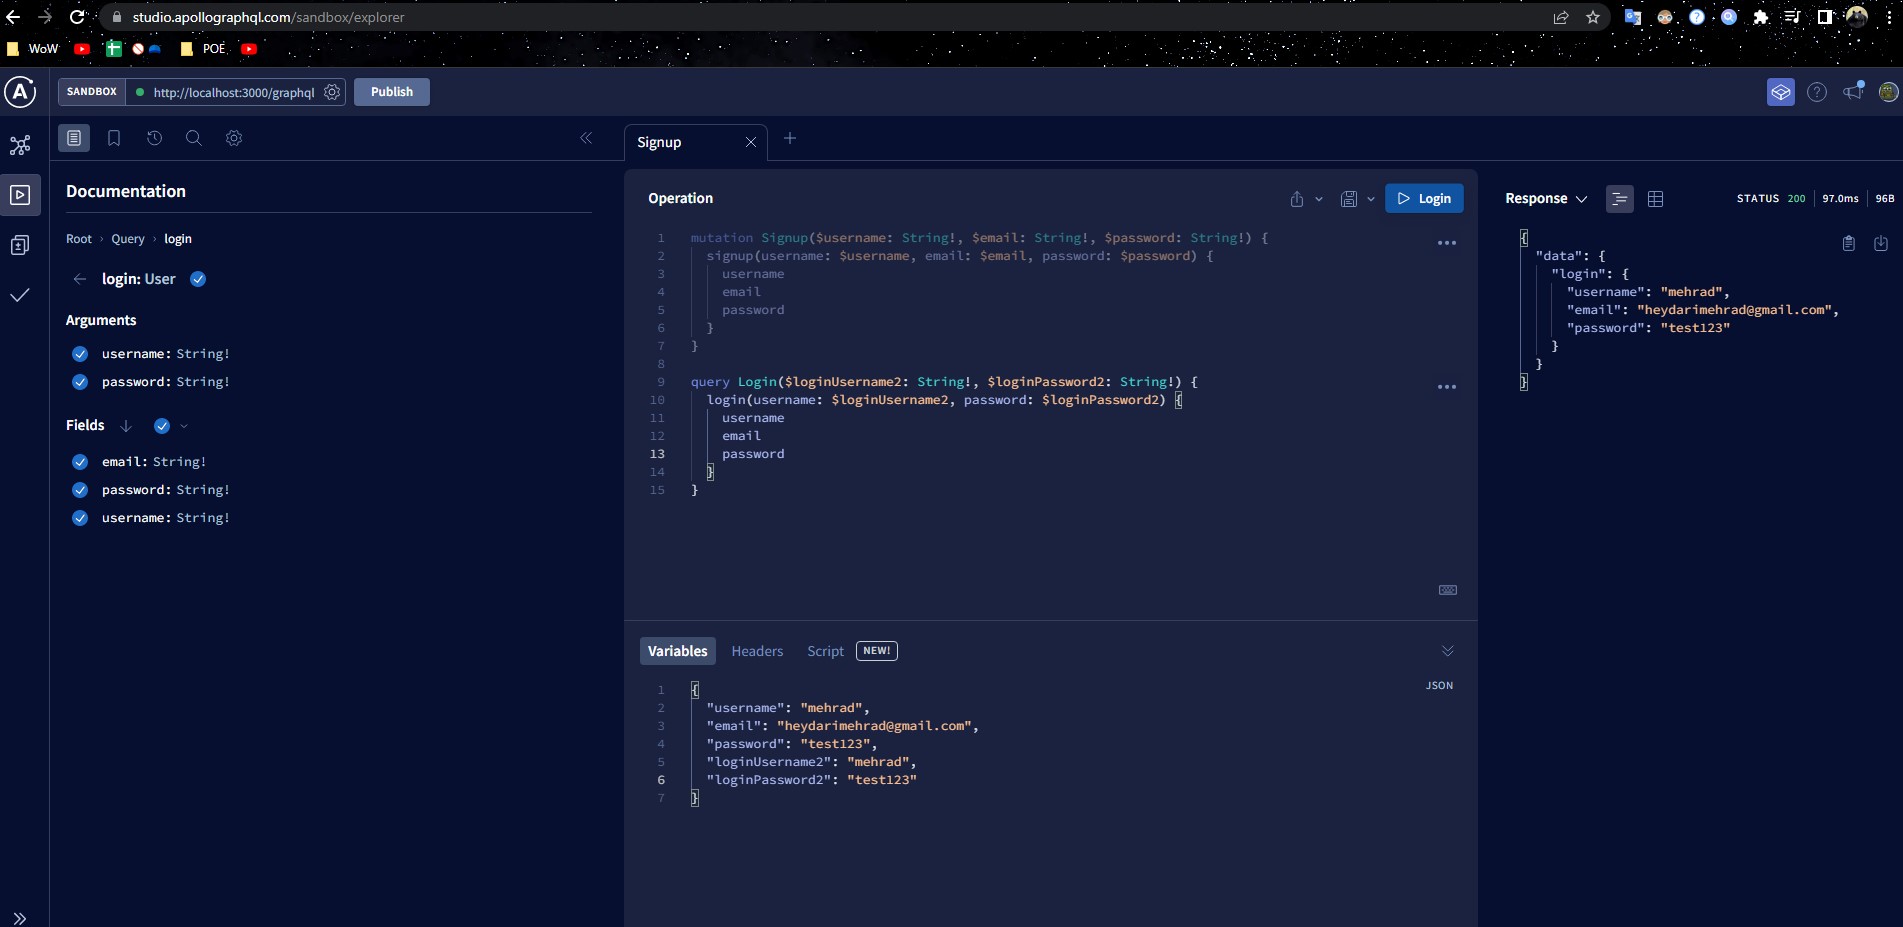 studio.apollographql.com/sandbox/explorer
WoW
POE
SANDBOX http://localhost:3000/graphql Publish
Documentation
Root › Query › login
login: User
Arguments
username: String!
password: String!
Fields
email: String!
password: String!
username: String!
Signup
Operation
Login
1 mutation Signup($username: String!, $email: String!, $password: String!) {
2 signup(username: $username, email: $email, password: $password) {
3 username
4 email
5 password
6 }
7 }
8
9 query Login($loginUsername2: String!, $loginPassword2: String!) {
10 login(username: $loginUsername2, password: $loginPassword2) {
11 username
12 email
13 password
14 }
15 }
Variables Headers Script NEW!
JSON
1 {
2 "username": "mehrad",
3 "email": "heydarimehrad@gmail.com",
4 "password": "test123",
5 "loginUsername2": "mehrad",
6 "loginPassword2": "test123"
7 }
Response STATUS 200 97.0ms 96B
{
"data": {
"login": {
"username": "mehrad",
"email": "heydarimehrad@gmail.com",
"password": "test123"
}
}
}